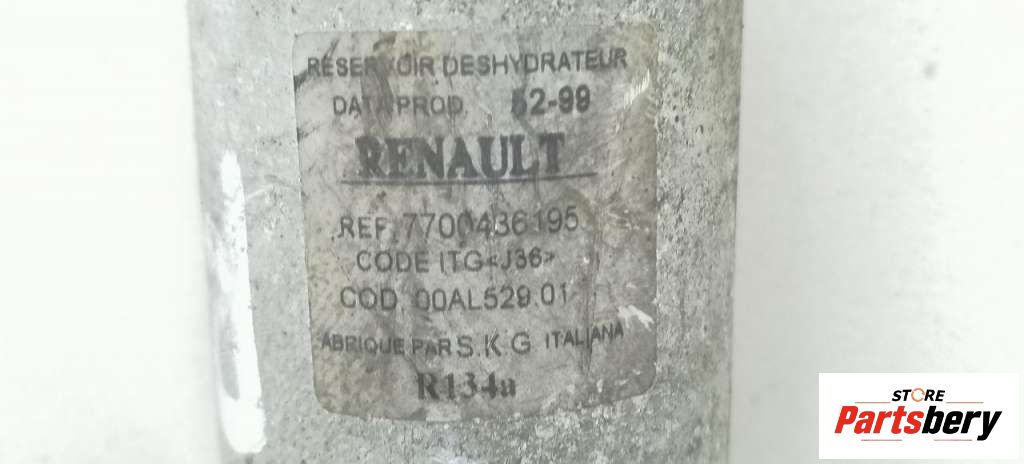 RESERVOIR DESHYDRATEUR
DATA PROD. 52-99
RENAULT
REF. 7700436195
CODE ITG<J36>
COD. 00AL529.01
FABRIQUE PAR S.K G ITALIANA
R134a
STORE
Partsbery